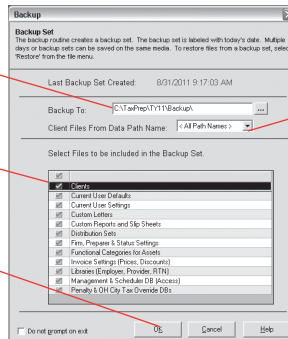 Backup
Backup Set
The backup routine creates a backup set. The backup set is labeled with today's date. Multiple
days or backup sets can be saved on the same media. To restore files from a backup set, selec
'Restore' from the file menu.
Last Backup Set Created: 8/31/2011 9:17:03 AM
Backup To: C:\TaxPrep\TY11\Backup\ ...
Client Files From Data Path Name: < All Path Names >
Select Files to be included in the Backup Set.
Clients
Current User Defaults
Current User Settings
Custom Letters
Custom Reports and Slip Sheets
Distribution Sets
Firm, Preparer & Status Settings
Functional Categories for Assets
Invoice Settings (Prices, Discounts)
Libraries (Employer, Provider, RTN)
Management & Scheduler DB (Access)
Penalty & OH City Tax Override DBs
Do not prompt on exit OK Cancel Help